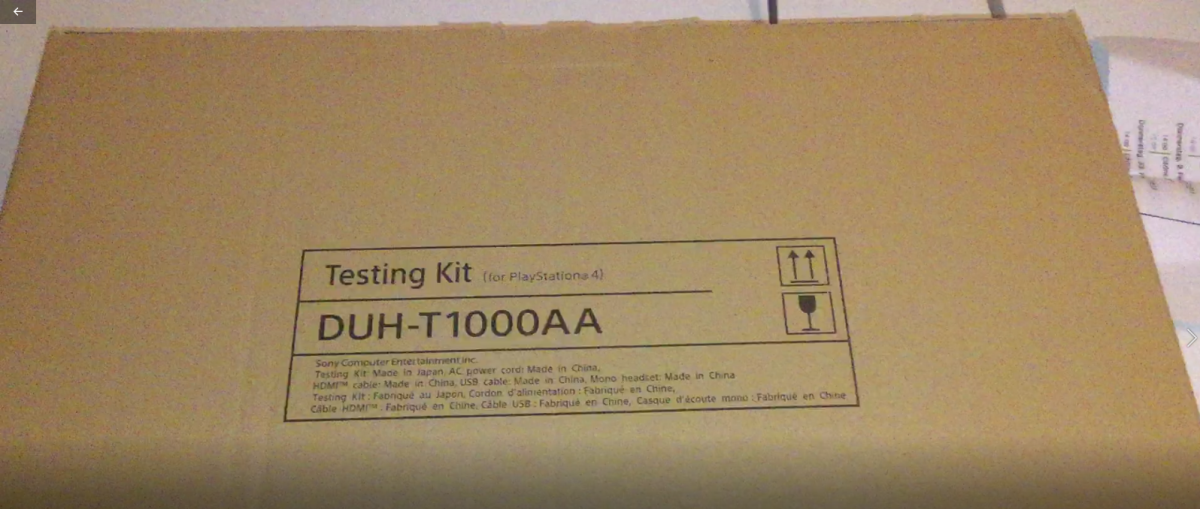 Testing Kit (for PlayStation®4)
DUH-T1000AA
Sony Computer Entertainment Inc.
Testing Kit: Made in Japan, AC power cord: Made in China,
HDMI™ cable: Made in China, USB cable: Made in China, Mono headset: Made in China
Testing Kit : Fabriqué au Japon, Cordon d'alimentation : Fabriqué en Chine,
Câble HDMI™ : Fabriqué en Chine, Câble USB : Fabriqué en Chine, Casque d'écoute mono : Fabriqué en Chine